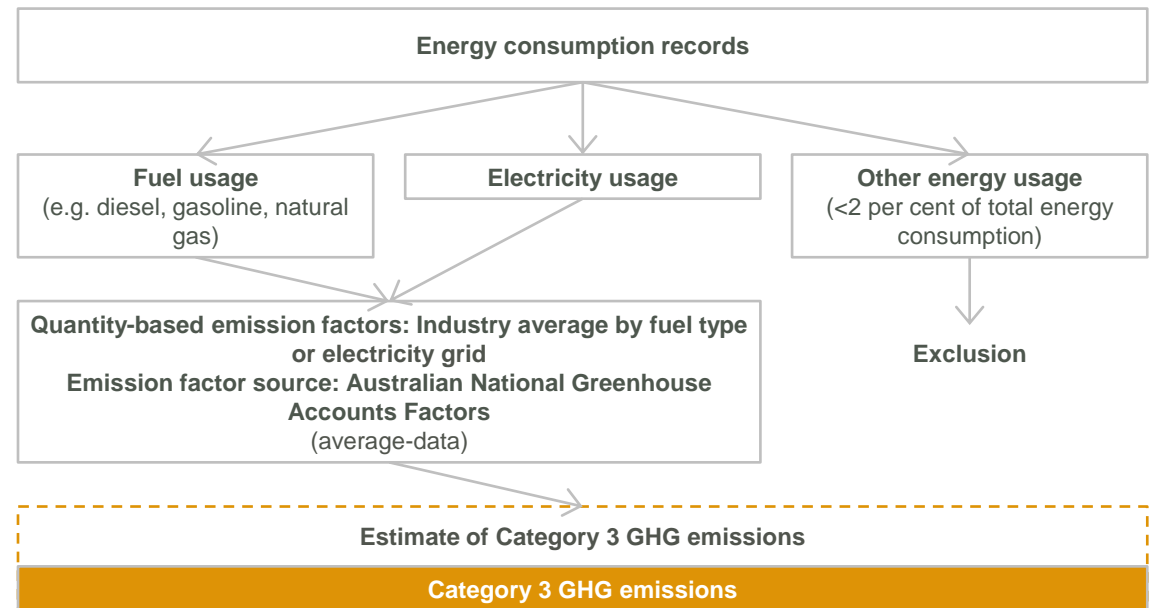 Energy consumption records
Fuel usage
(e.g. diesel, gasoline, natural
gas)
Electricity usage
Other energy usage
(<2 per cent of total energy
consumption)
Quantity-based emission factors: Industry average by fuel type
or electricity grid
Emission factor source: Australian National Greenhouse
Accounts Factors
(average-data)
Exclusion
Estimate of Category 3 GHG emissions
Category 3 GHG emissions